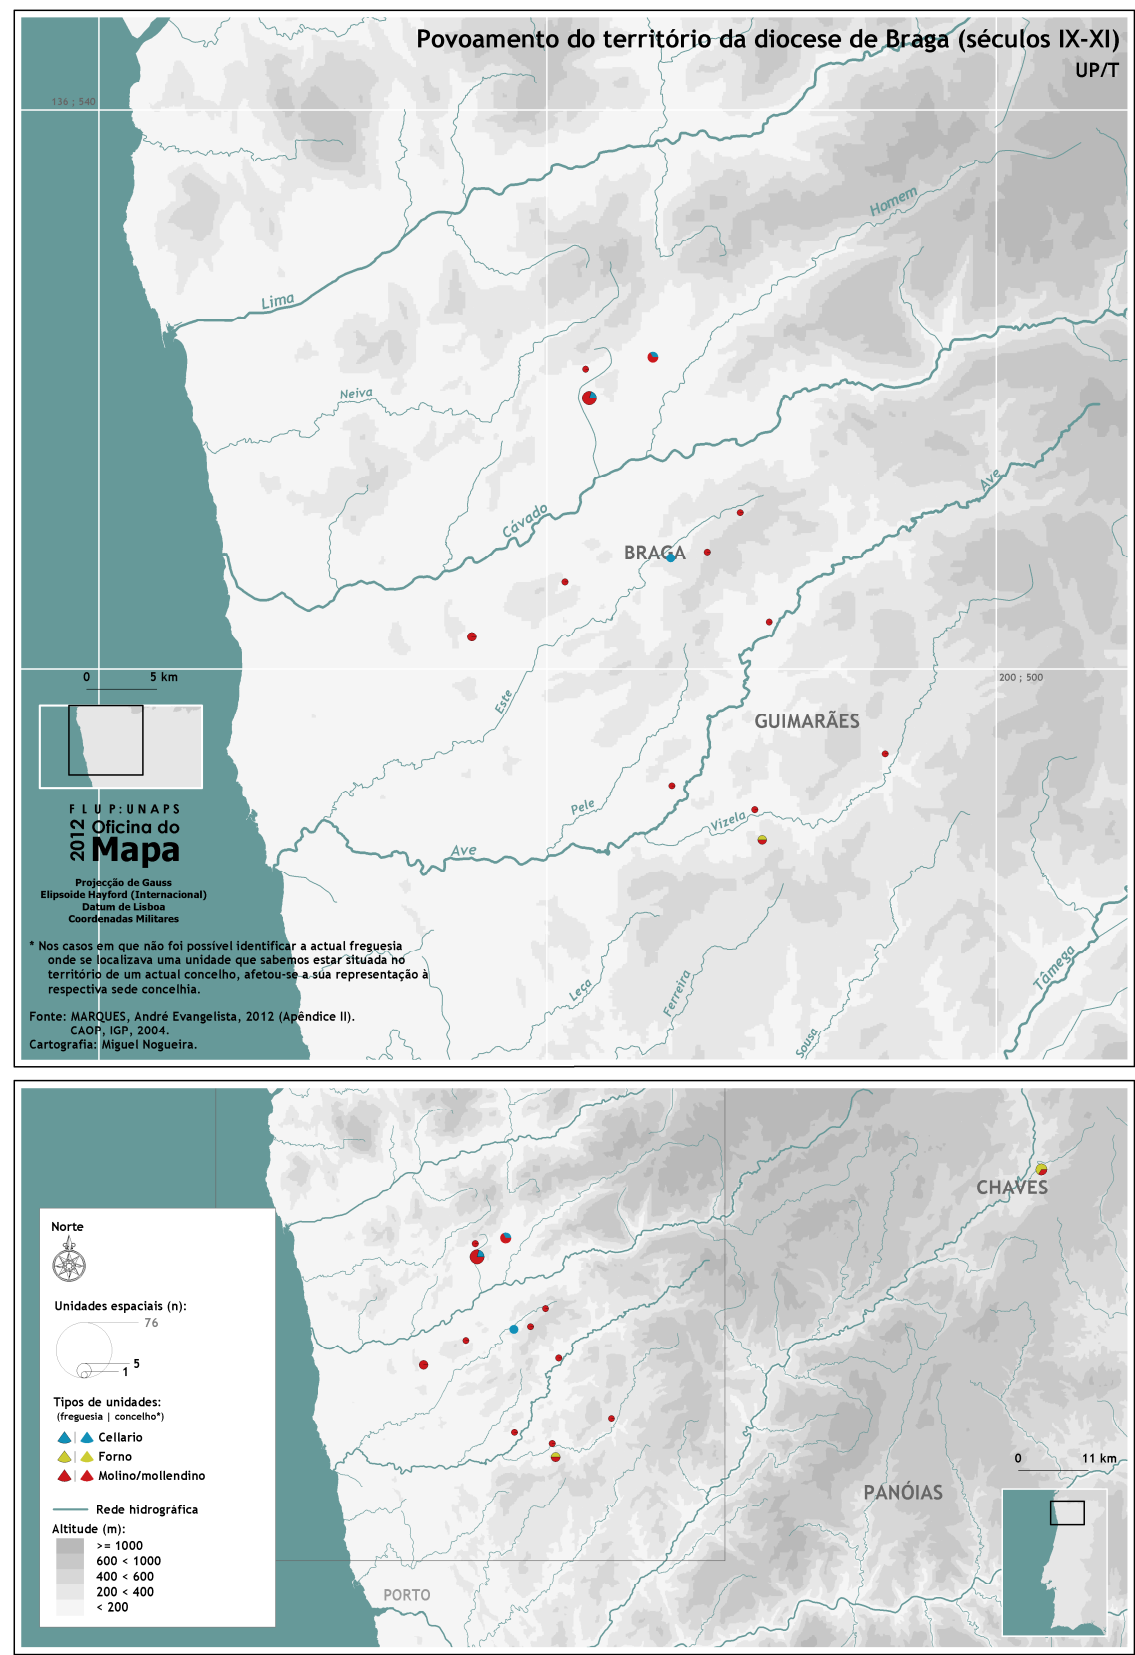 Povoamento do território da diocese de Braga (séculos IX-XI)
UP/T
136 ; 540
Homem
Lima
Neiva
Cávado
Ave
BRAGA
200 ; 500
0 5 km
Este
GUIMARÃES
Pele
Vizela
Ave
F L U P : U N A P S
2012 Oficina do
Mapa
Projecção de Gauss
Elipsoide Hayford (Internacional)
Datum de Lisboa
Coordenadas Militares
* Nos casos em que não foi possível identificar a actual freguesia
onde se localizava uma unidade que sabemos estar situada no
território de um actual concelho, afetou-se a sua representação à
respectiva sede concelhia.
Fonte: MARQUES, André Evangelista, 2012 (Apêndice II).
CAOP, IGP, 2004.
Cartografia: Miguel Nogueira.
Leça
Ferreira
Sousa
Tâmega
CHAVES
Norte
Unidades espaciais (n):
76
5
1
Tipos de unidades:
(freguesia | concelho*)
Cellario
Forno
Molino/mollendino
Rede hidrográfica
Altitude (m):
>= 1000
600 < 1000
400 < 600
200 < 400
< 200
0 11 km
PANÓIAS
PORTO